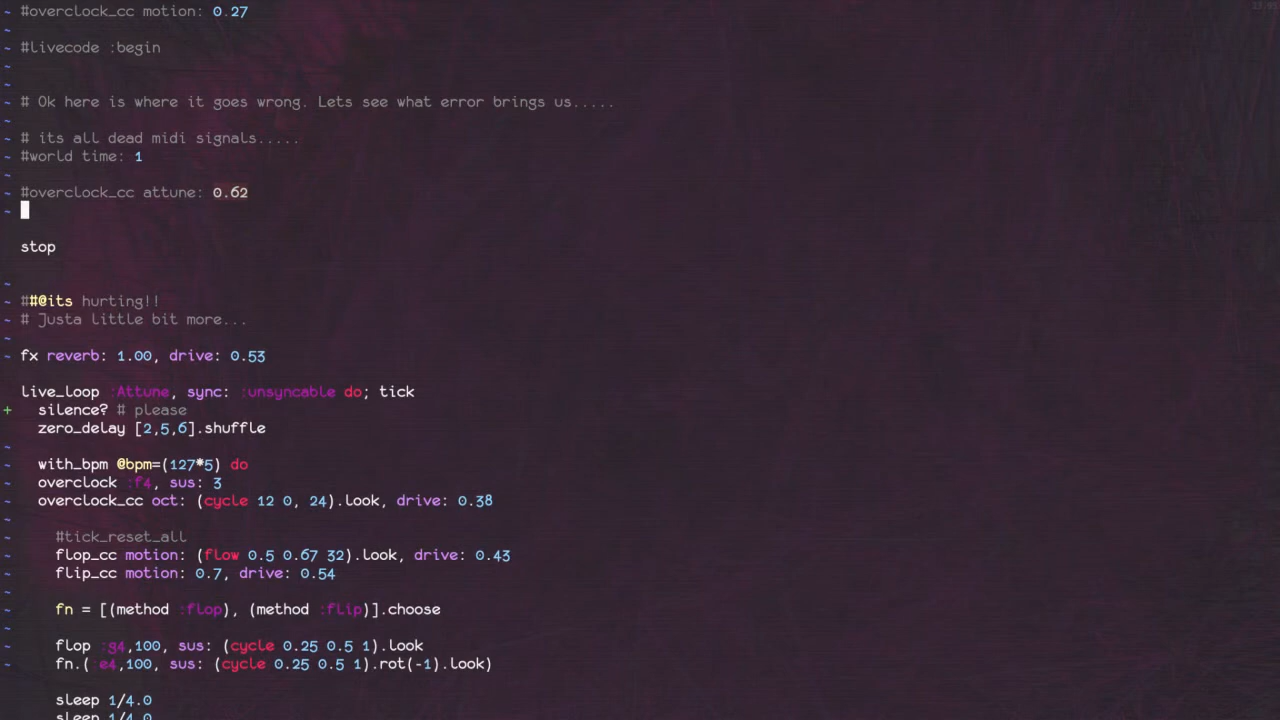 ~ #overclock_cc motion: 0.27
~
~ #livecode :begin
~
~
~ # Ok here is where it goes wrong. Lets see what error brings us.....
~
~ # its all dead midi signals.....
~ #world time: 1
~
~ #overclock_cc attune: 0.62
~
stop
~
~ ##@its hurting!!
~ # Justa little bit more...
~
~ fx reverb: 1.00, drive: 0.53
live_loop :Attune, sync: :unsyncable do; tick
+ silence? # please
zero_delay [2,5,6].shuffle
~
~ with_bpm @bpm=(127*5) do
~ overclock :f4, sus: 3
~ overclock_cc oct: (cycle 12 0, 24).look, drive: 0.38
~
~ #tick_reset_all
~ flop_cc motion: (flow 0.5 0.67 32).look, drive: 0.43
~ flip_cc motion: 0.7, drive: 0.54
~
~ fn = [(method :flop), (method :flip)].choose
~
~ flop :g4,100, sus: (cycle 0.25 0.5 1).look
~ fn.( e4,100, sus: (cycle 0.25 0.5 1).rot(-1).look)
sleep 1/4.0
sleep 1/4.0